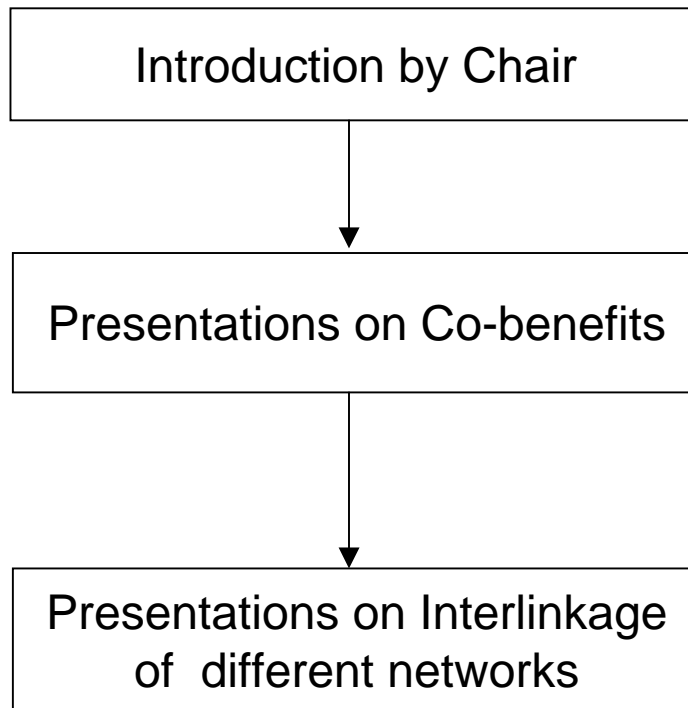 Introduction by Chair
Presentations on Co-benefits
Presentations on Interlinkage
of different networks